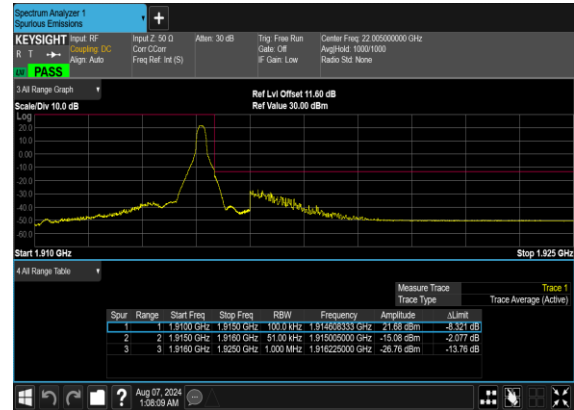 Spectrum Analyzer 1
Spurious Emissions
KEYSIGHT Input: RF Input Z: 50 Ω Atten: 30 dB Trig: Free Run Center Freq: 22.005000000 GHz
R T Coupling: DC Corr CCorr Gate: Off Avg|Hold: 1000/1000
Align: Auto Freq Ref: Int (S) IF Gain: Low Radio Std: None
PASS
3 All Range Graph
Ref Lvl Offset 11.60 dB
Scale/Div 10.0 dB Ref Value 30.00 dBm
Log
20.0
10.0
0.00
-10.0
-20.0
-30.0
-40.0
-50.0
-60.0
Start 1.910 GHz Stop 1.925 GHz
4 All Range Table
Measure Trace Trace 1
Trace Type Trace Average (Active)
Spur Range Start Freq Stop Freq RBW Frequency Amplitude ΔLimit
1 1 1.9100 GHz 1.9150 GHz 100.0 kHz 1.914608333 GHz 21.68 dBm -8.321 dB
2 2 1.9150 GHz 1.9160 GHz 51.00 kHz 1.915005000 GHz -15.08 dBm -2.077 dB
3 3 1.9160 GHz 1.9250 GHz 1.000 MHz 1.916225000 GHz -26.76 dBm -13.76 dB
Aug 07, 2024
1:08:09 AM